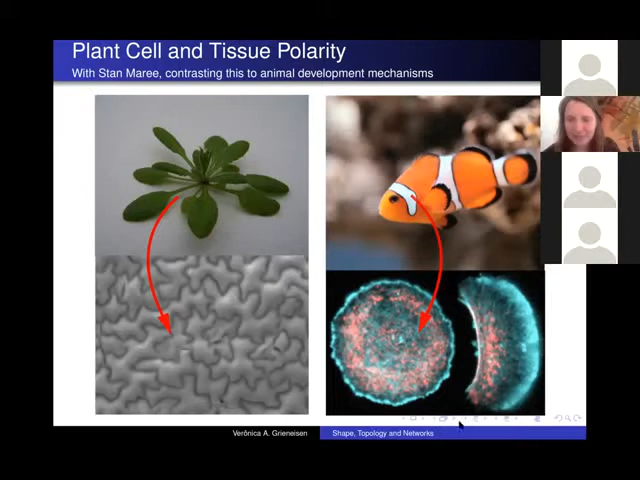 Plant Cell and Tissue Polarity
With Stan Maree, contrasting this to animal development mechanisms
Verônica A. Grieneisen
Shape, Topology and Networks